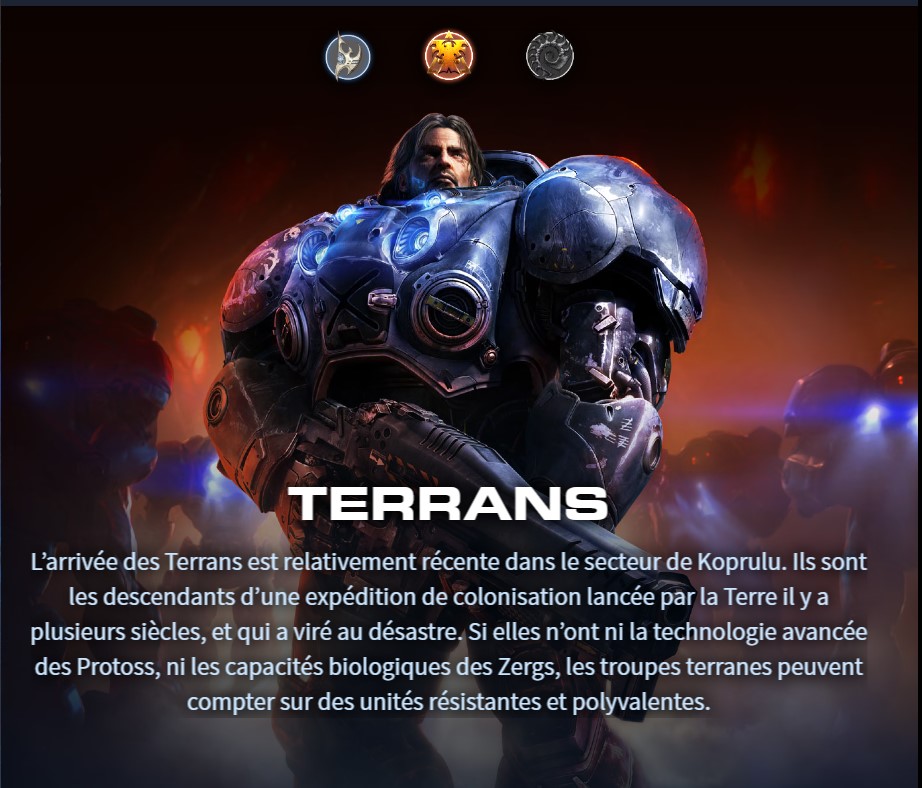 TERRANS
L’arrivée des Terrans est relativement récente dans le secteur de Koprulu. Ils sont
les descendants d’une expédition de colonisation lancée par la Terre il y a
plusieurs siècles, et qui a viré au désastre. Si elles n’ont ni la technologie avancée
des Protoss, ni les capacités biologiques des Zergs, les troupes terranes peuvent
compter sur des unités résistantes et polyvalentes.